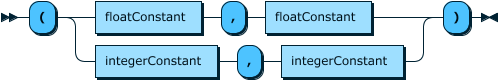 ( floatConstant , floatConstant )
integerConstant , integerConstant